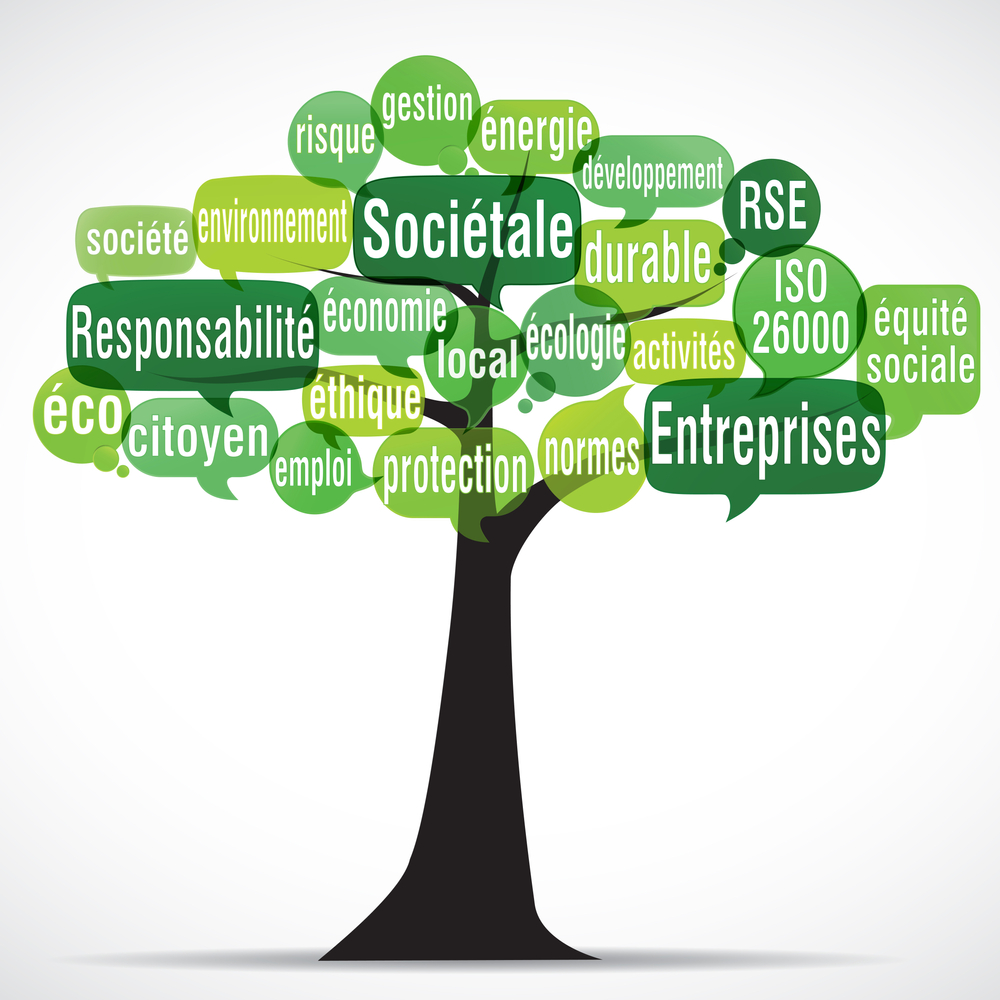 gestion
risque
énergie
développement
RSE
société
environnement
Sociétale
durable
ISO
26000
Responsabilité
économie
local
écologie
activités
équité
sociale
éco
citoyen
éthique
emploi
protection
normes
Entreprises